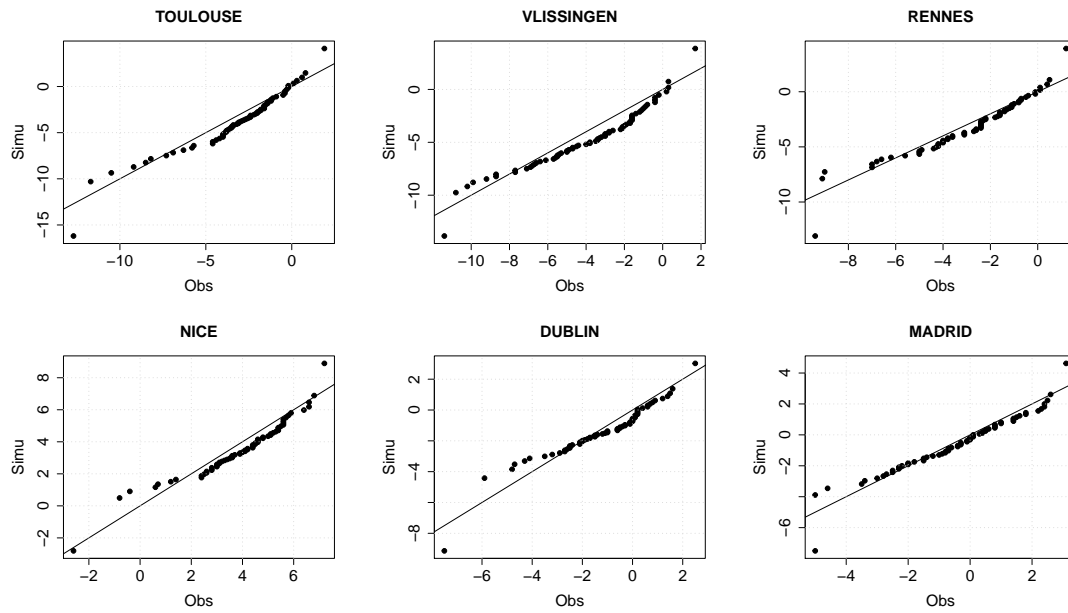 TOULOUSE
Simu
0
−5
−10
−15
−10 −5 0
Obs
VLISSINGEN
Simu
0
−5
−10
−10 −8 −6 −4 −2 0 2
Obs
RENNES
Simu
0
−5
−10
−8 −6 −4 −2 0
Obs
NICE
Simu
8
6
4
2
0
−2
−2 0 2 4 6
Obs
DUBLIN
Simu
2
0
−4
−8
−6 −4 −2 0 2
Obs
MADRID
Simu
4
2
0
−2
−6
−4 −2 0 2
Obs